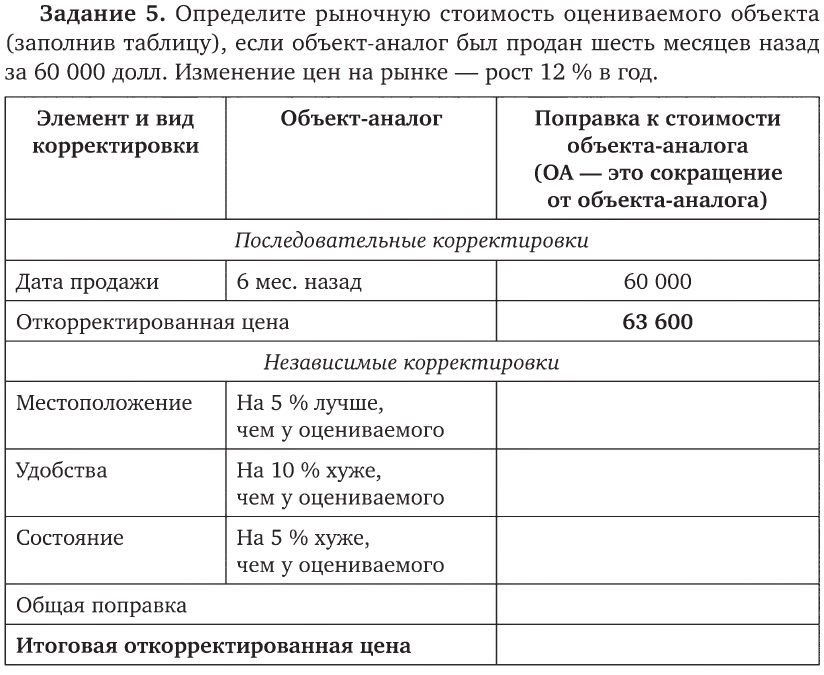 Задание 5. Определите рыночную стоимость оцениваемого объекта
(заполнив таблицу), если объект-аналог был продан шесть месяцев назад
за 60 000 долл. Изменение цен на рынке — рост 12 % в год.
Элемент и вид
корректировки
Объект-аналог
Поправка к стоимости
объекта-аналога
(ОА — это сокращение
от объекта-аналога)
Последовательные корректировки
Дата продажи
6 мес. назад
60 000
Откорректированная цена
63 600
Независимые корректировки
Местоположение
На 5 % лучше,
чем у оцениваемого
Удобства
На 10 % хуже,
чем у оцениваемого
Состояние
На 5 % хуже,
чем у оцениваемого
Общая поправка
Итоговая откорректированная цена